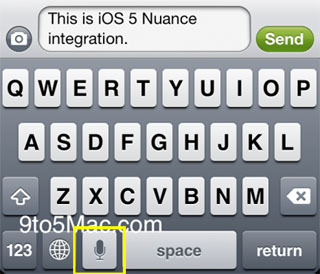 This is iOS 5 Nuance
integration.
Send
Q W E R T Y U I O P
A S D F G H J K L
Z X C V B N M
9to5Mac.com
123 space return